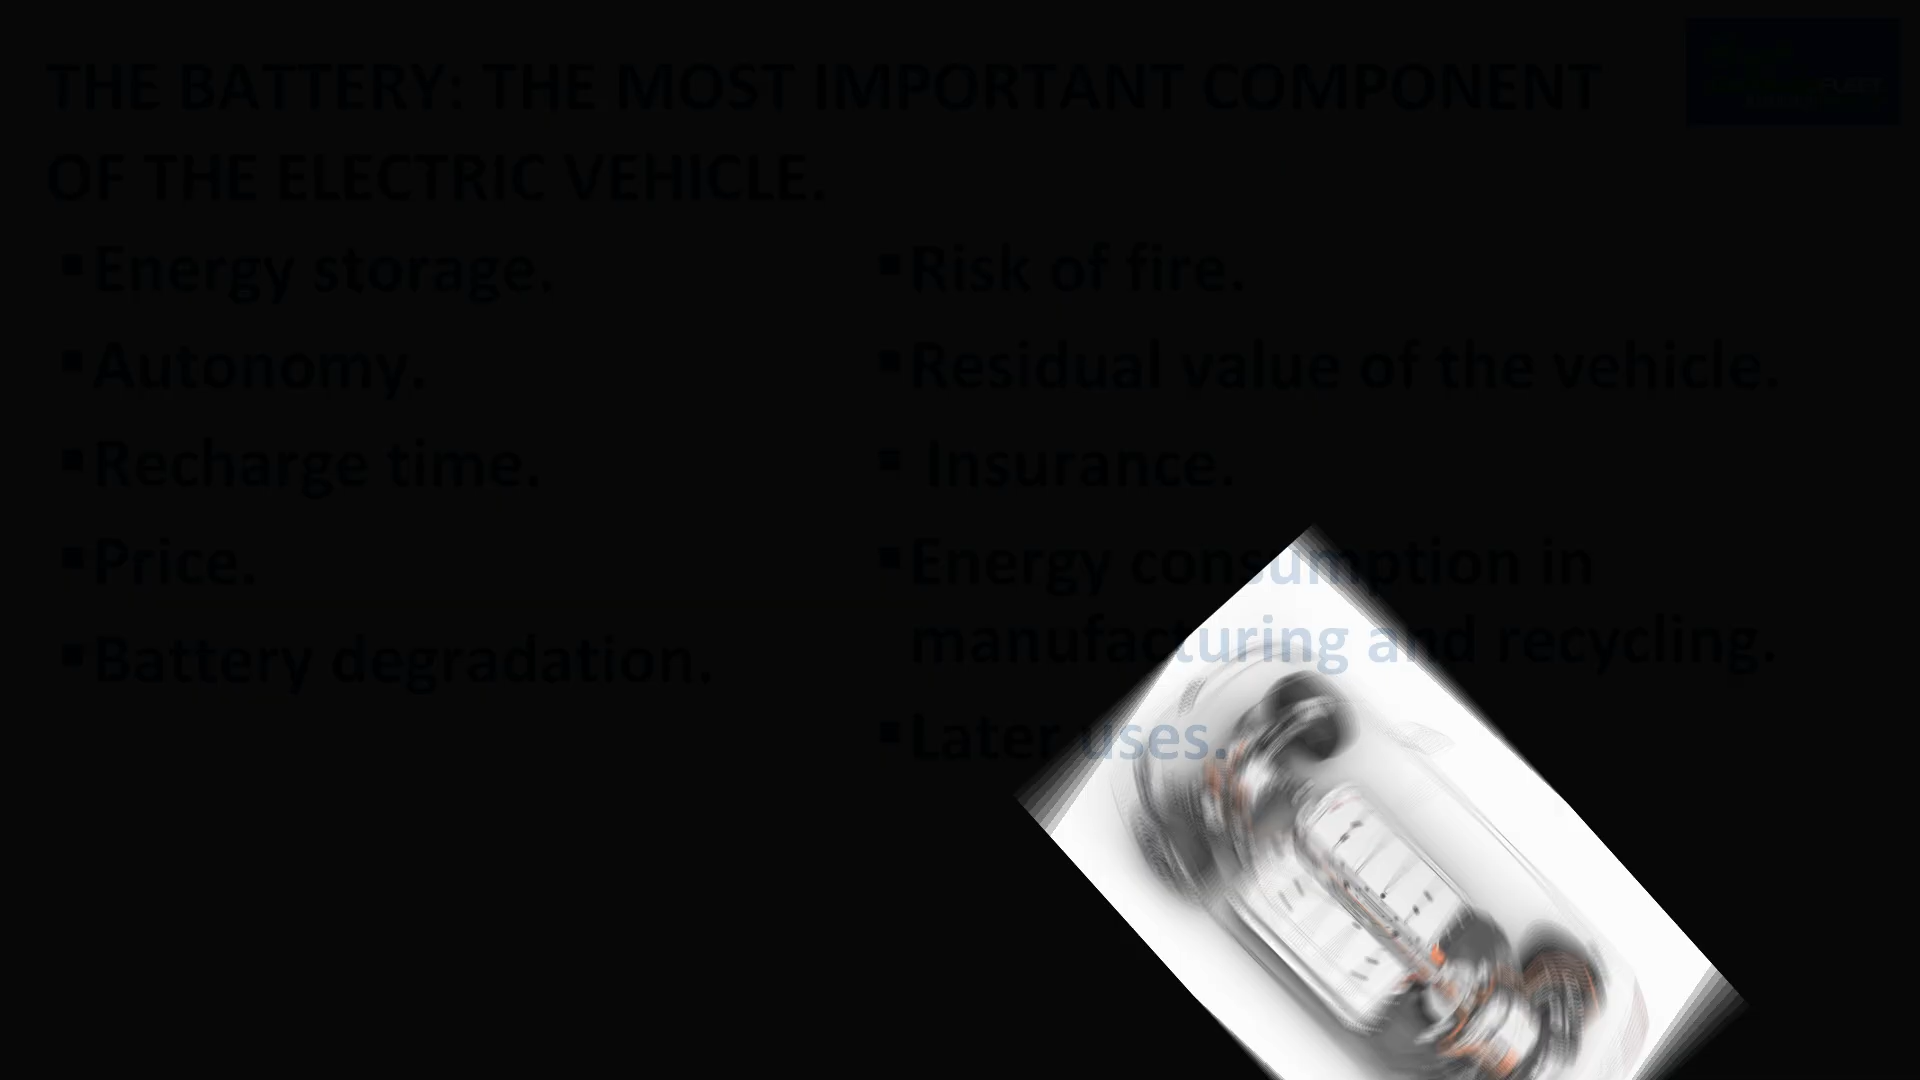 THE BATTERY: THE MOST IMPORTANT COMPONENT
OF THE ELECTRIC VEHICLE.
▪Energy storage.
▪Autonomy.
▪Recharge time.
▪Price.
▪Battery degradation.
▪Risk of fire.
▪Residual value of the vehicle.
▪ Insurance.
▪Energy consumption in
manufacturing and recycling.
▪Later uses.